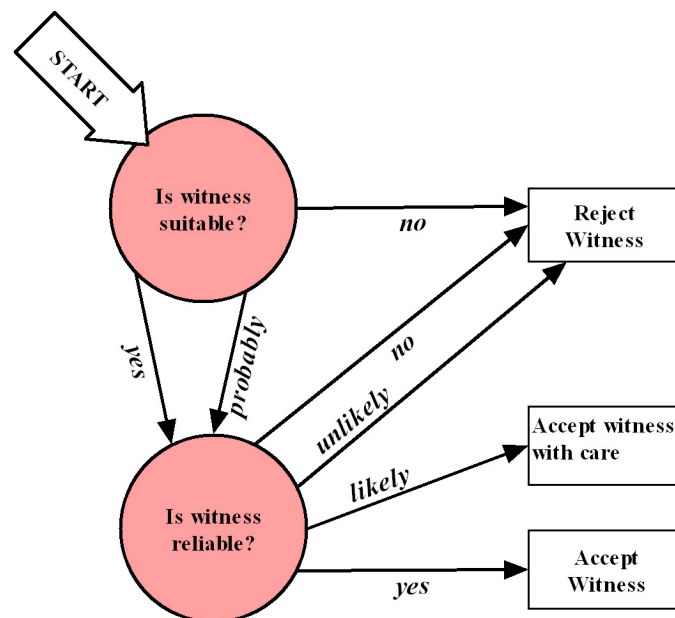 START
Is witness
suitable?
no
Reject
Witness
yes
probably
no
unlikely
likely
Accept witness
with care
Is witness
reliable?
yes
Accept
Witness